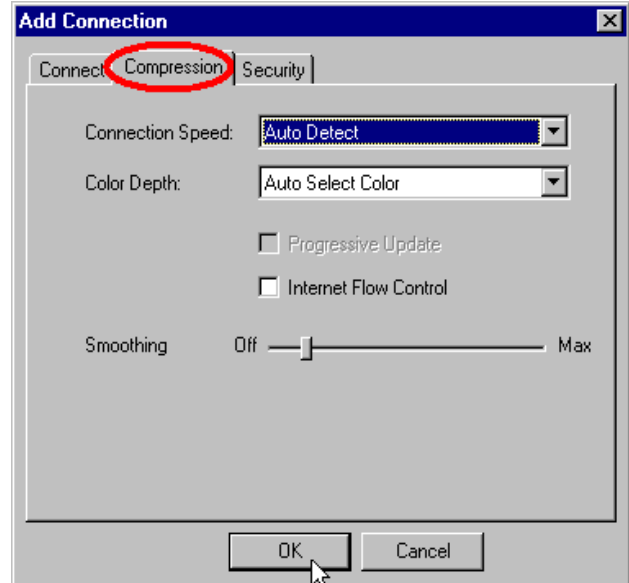 Add Connection
Connect Compression Security
Connection Speed: Auto Detect
Color Depth: Auto Select Color
Progressive Update
Internet Flow Control
Smoothing Off Max
OK Cancel